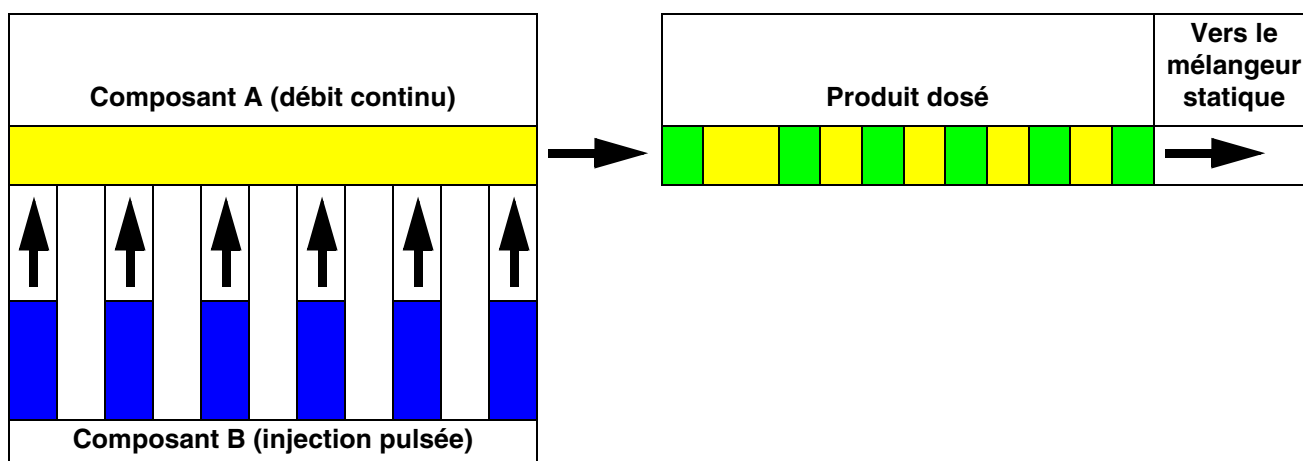 Composant A (débit continu)
Produit dosé
Vers le
mélangeur
statique
Composant B (injection pulsée)